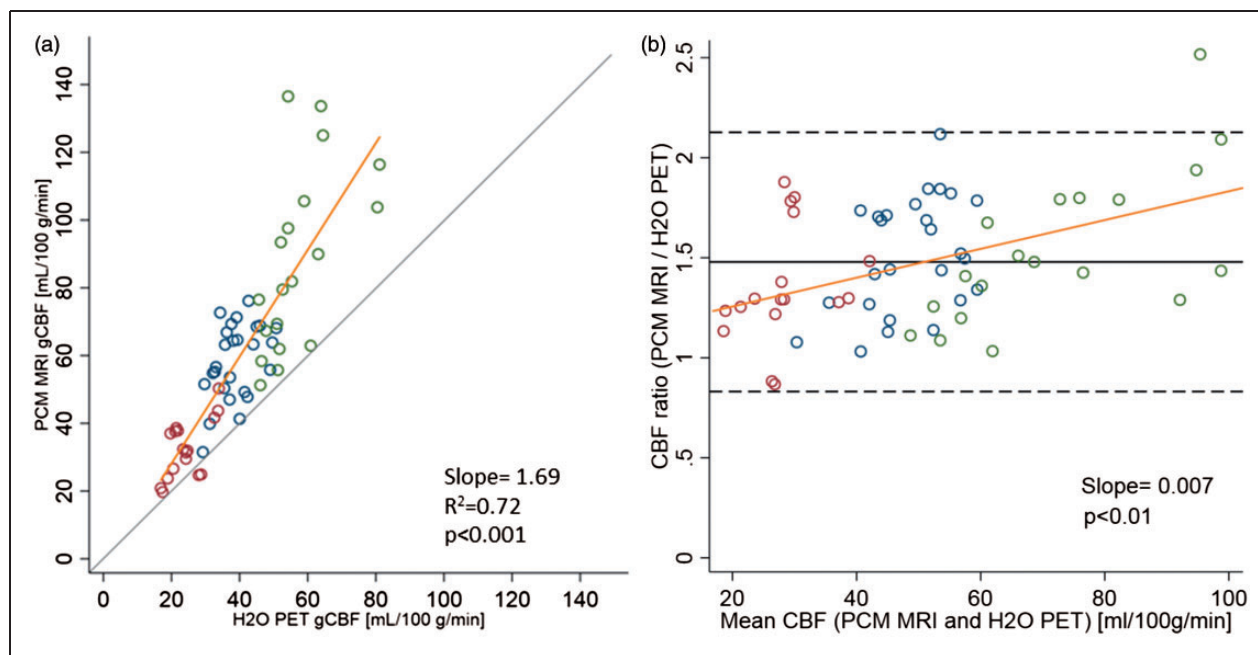 (a)
PCM MRI gCBF [mL/100 g/min]
140
120
100
80
60
40
20
0
0 20 40 60 80 100 120 140
H2O PET gCBF [mL/100 g/min]
Slope= 1.69
R²=0.72
p<0.001
(b)
CBF ratio (PCM MRI / H2O PET)
2.5
2
1.5
1
.5
0
20 40 60 80 100
Mean CBF (PCM MRI and H2O PET) [ml/100g/min]
Slope= 0.007
p<0.01